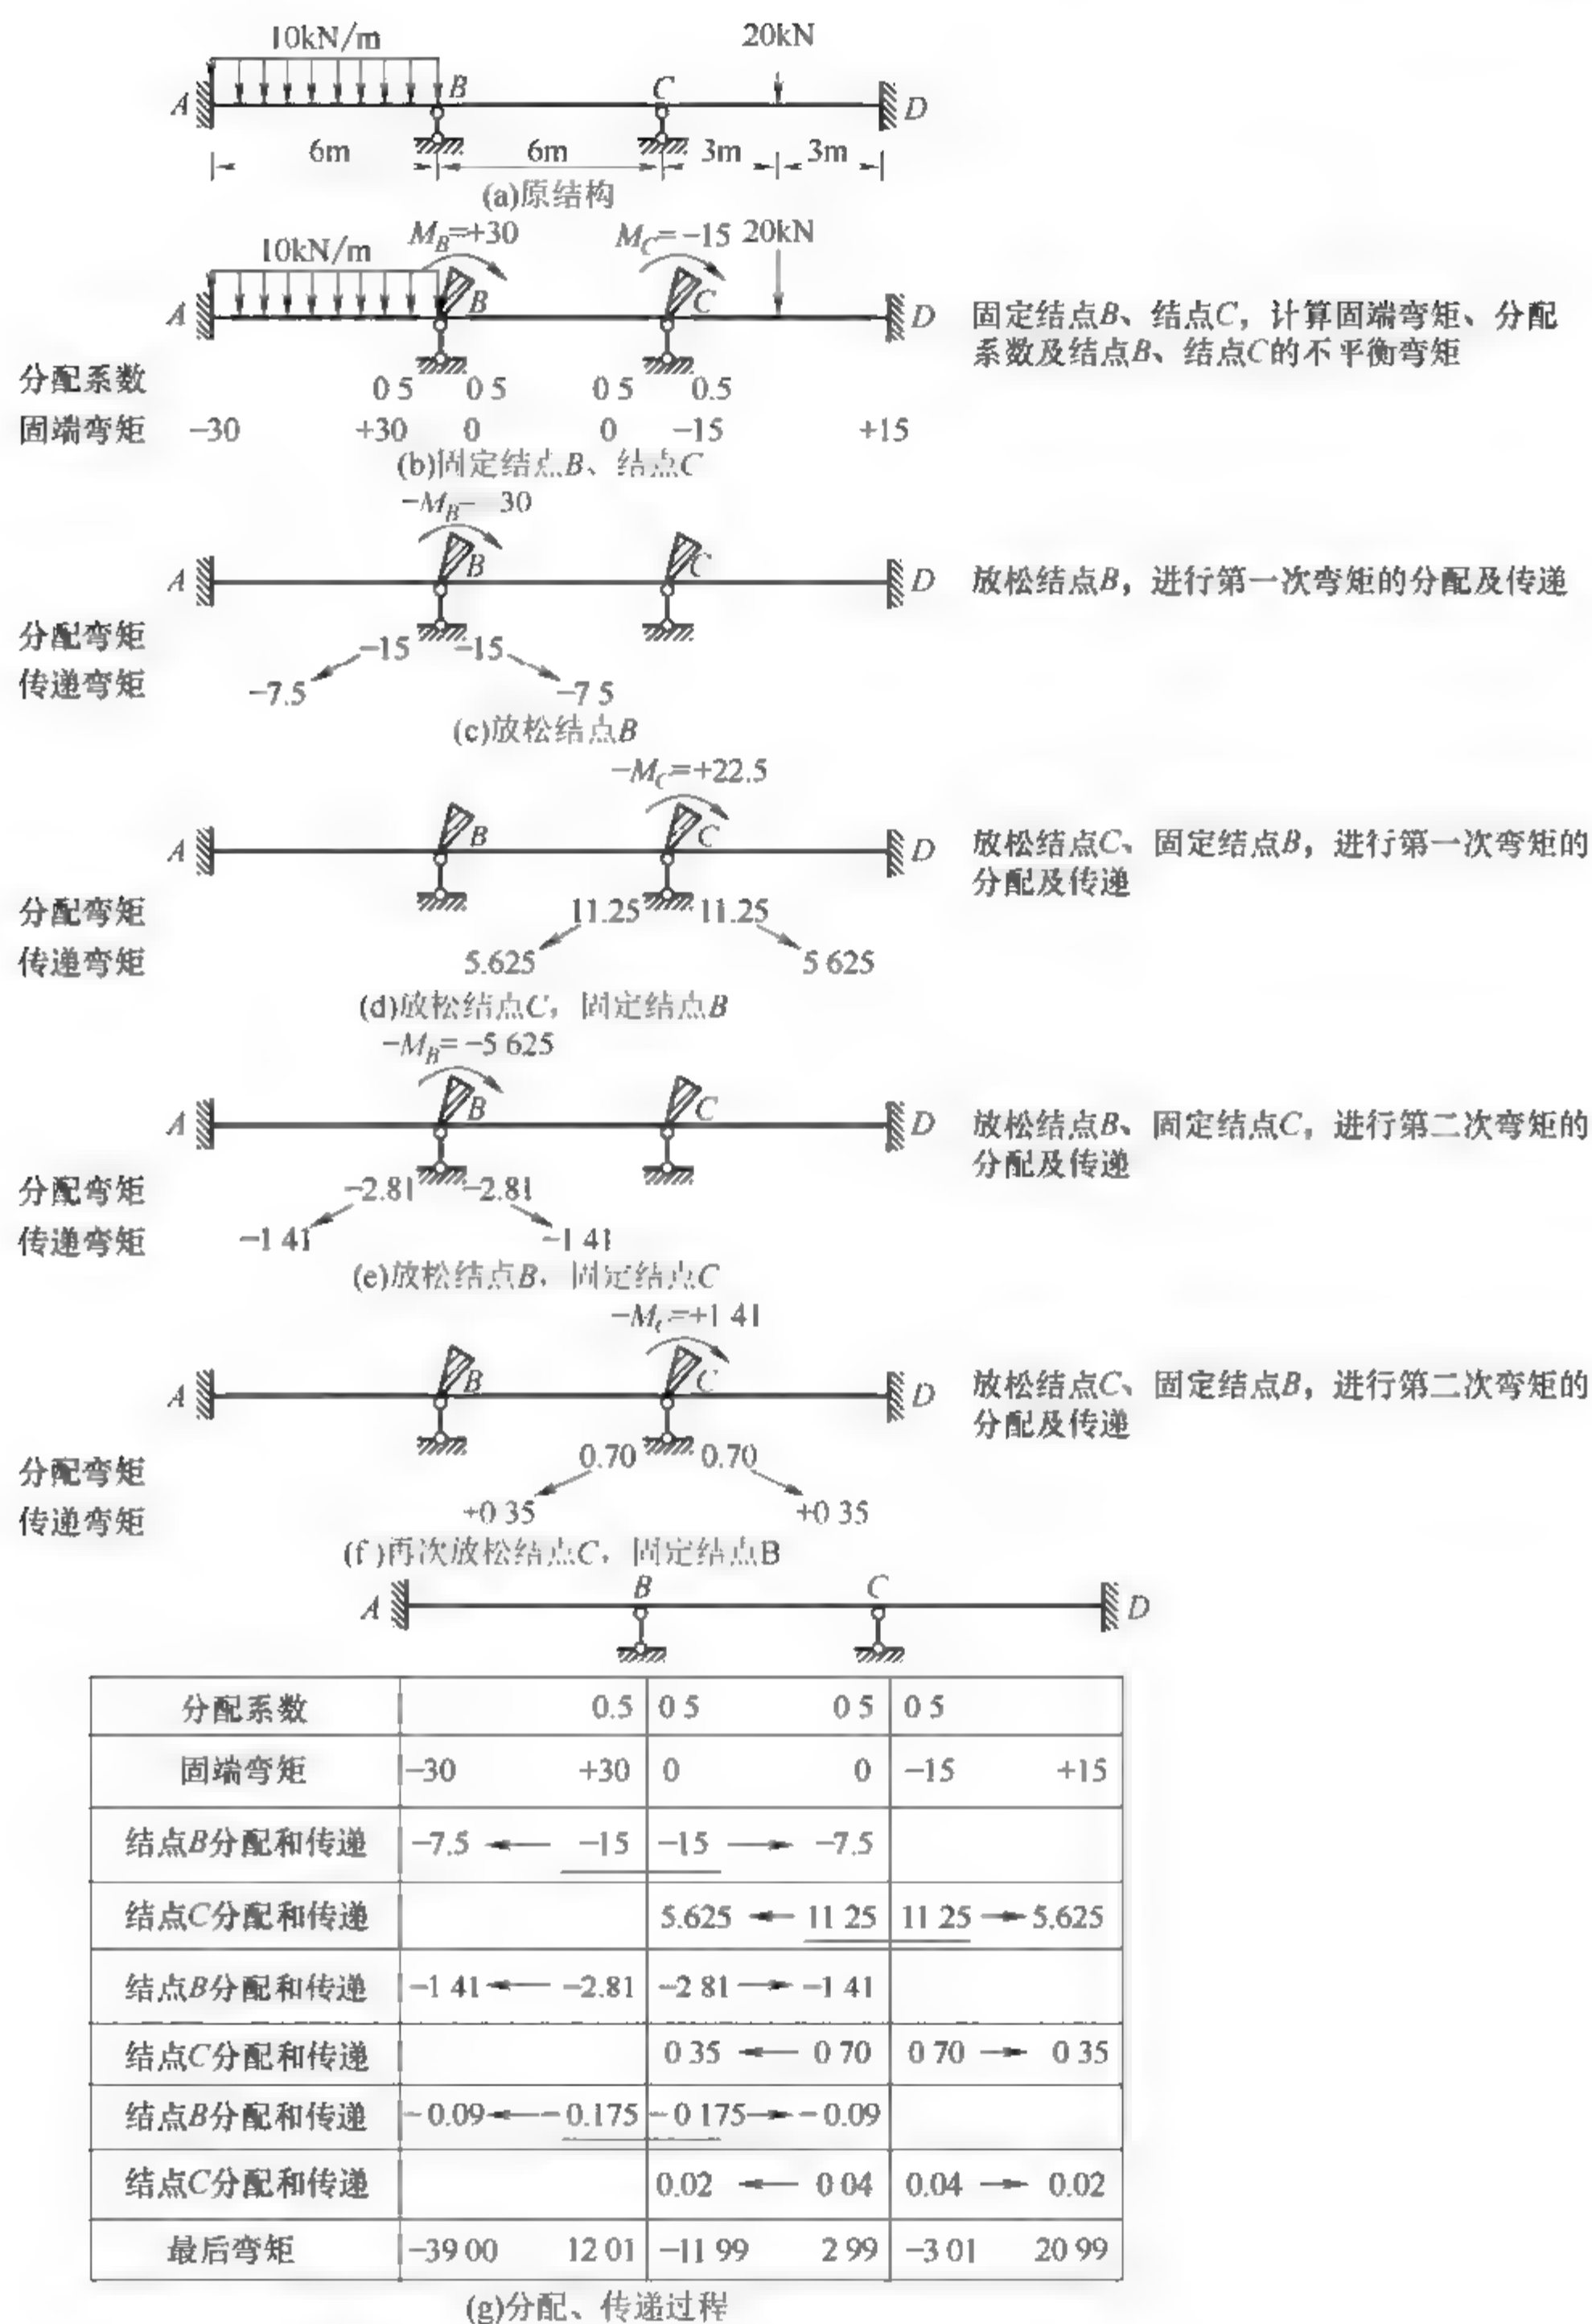 10kN/m 20kN
A B C D
6m 6m 3m 3m
(a)原结构
M_B=+30 M_C=-15 20kN
10kN/m
A B C D
固定结点B、结点C，计算固端弯矩、分配
系数及结点B、结点C的不平衡弯矩
分配系数 0 5 0 5 0 5 0.5
固端弯矩 -30 +30 0 0 -15 +15
(b)固定结点B、结点C
-M_B- 30
A B C D
放松结点B，进行第一次弯矩的分配及传递
分配弯矩 -15 -15
传递弯矩 -7.5 -7 5
(c)放松结点B
-M_C=+22.5
A B C D
放松结点C、固定结点B，进行第一次弯矩的
分配及传递
分配弯矩 11.25 11.25
传递弯矩 5.625 5 625
(d)放松结点C，固定结点B
-M_B=-5 625
A B C D
放松结点B、固定结点C，进行第二次弯矩的
分配及传递
分配弯矩 -2.81 -2.81
传递弯矩 -1 41 -1 41
(e)放松结点B，固定结点C
-M_C=+1 41
A B C D
放松结点C、固定结点B，进行第二次弯矩的
分配及传递
分配弯矩 0.70 0.70
传递弯矩 +0 35 +0 35
(f)再次放松结点C，固定结点B
A B C D
分配系数 0.5 0 5 0 5 0 5
固端弯矩 -30 +30 0 0 -15 +15
结点B分配和传递 -7.5 -15 -15 -7.5
结点C分配和传递 5.625 11 25 11 25 5.625
结点B分配和传递 -1 41 -2.81 -2 81 -1 41
结点C分配和传递 0 35 0 70 0 70 0 35
结点B分配和传递 -0.09 -0.175 -0 175 -0.09
结点C分配和传递 0.02 0 04 0.04 0.02
最后弯矩 -39 00 12 01 -11 99 2 99 -3 01 20 99
(g)分配、传递过程